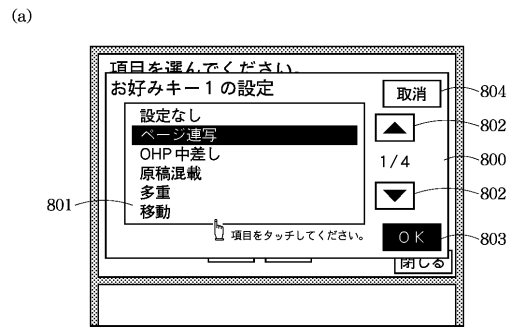 (a)
項目を選んでください。
お好みキー1の設定
取消
804
設定なし
ページ連写
OHP中差し
原稿混載
多重
移動
802
1/4
800
802
801
項目をタッチしてください。
OK
803
閉じる